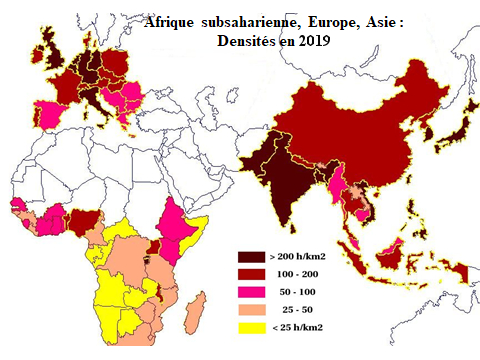 Afrique subsaharienne, Europe, Asie :
Densités en 2019
> 200 h/km2
100 - 200
50 - 100
25 - 50
< 25 h/km2